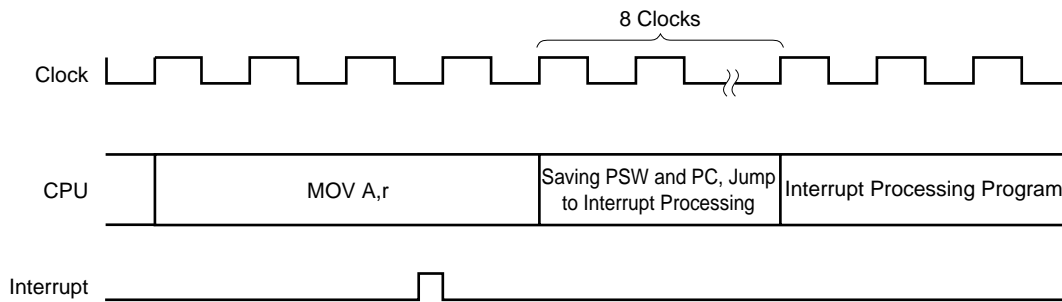 8 Clocks
Clock
CPU
MOV A,r
Saving PSW and PC, Jump
to Interrupt Processing
Interrupt Processing Program
Interrupt